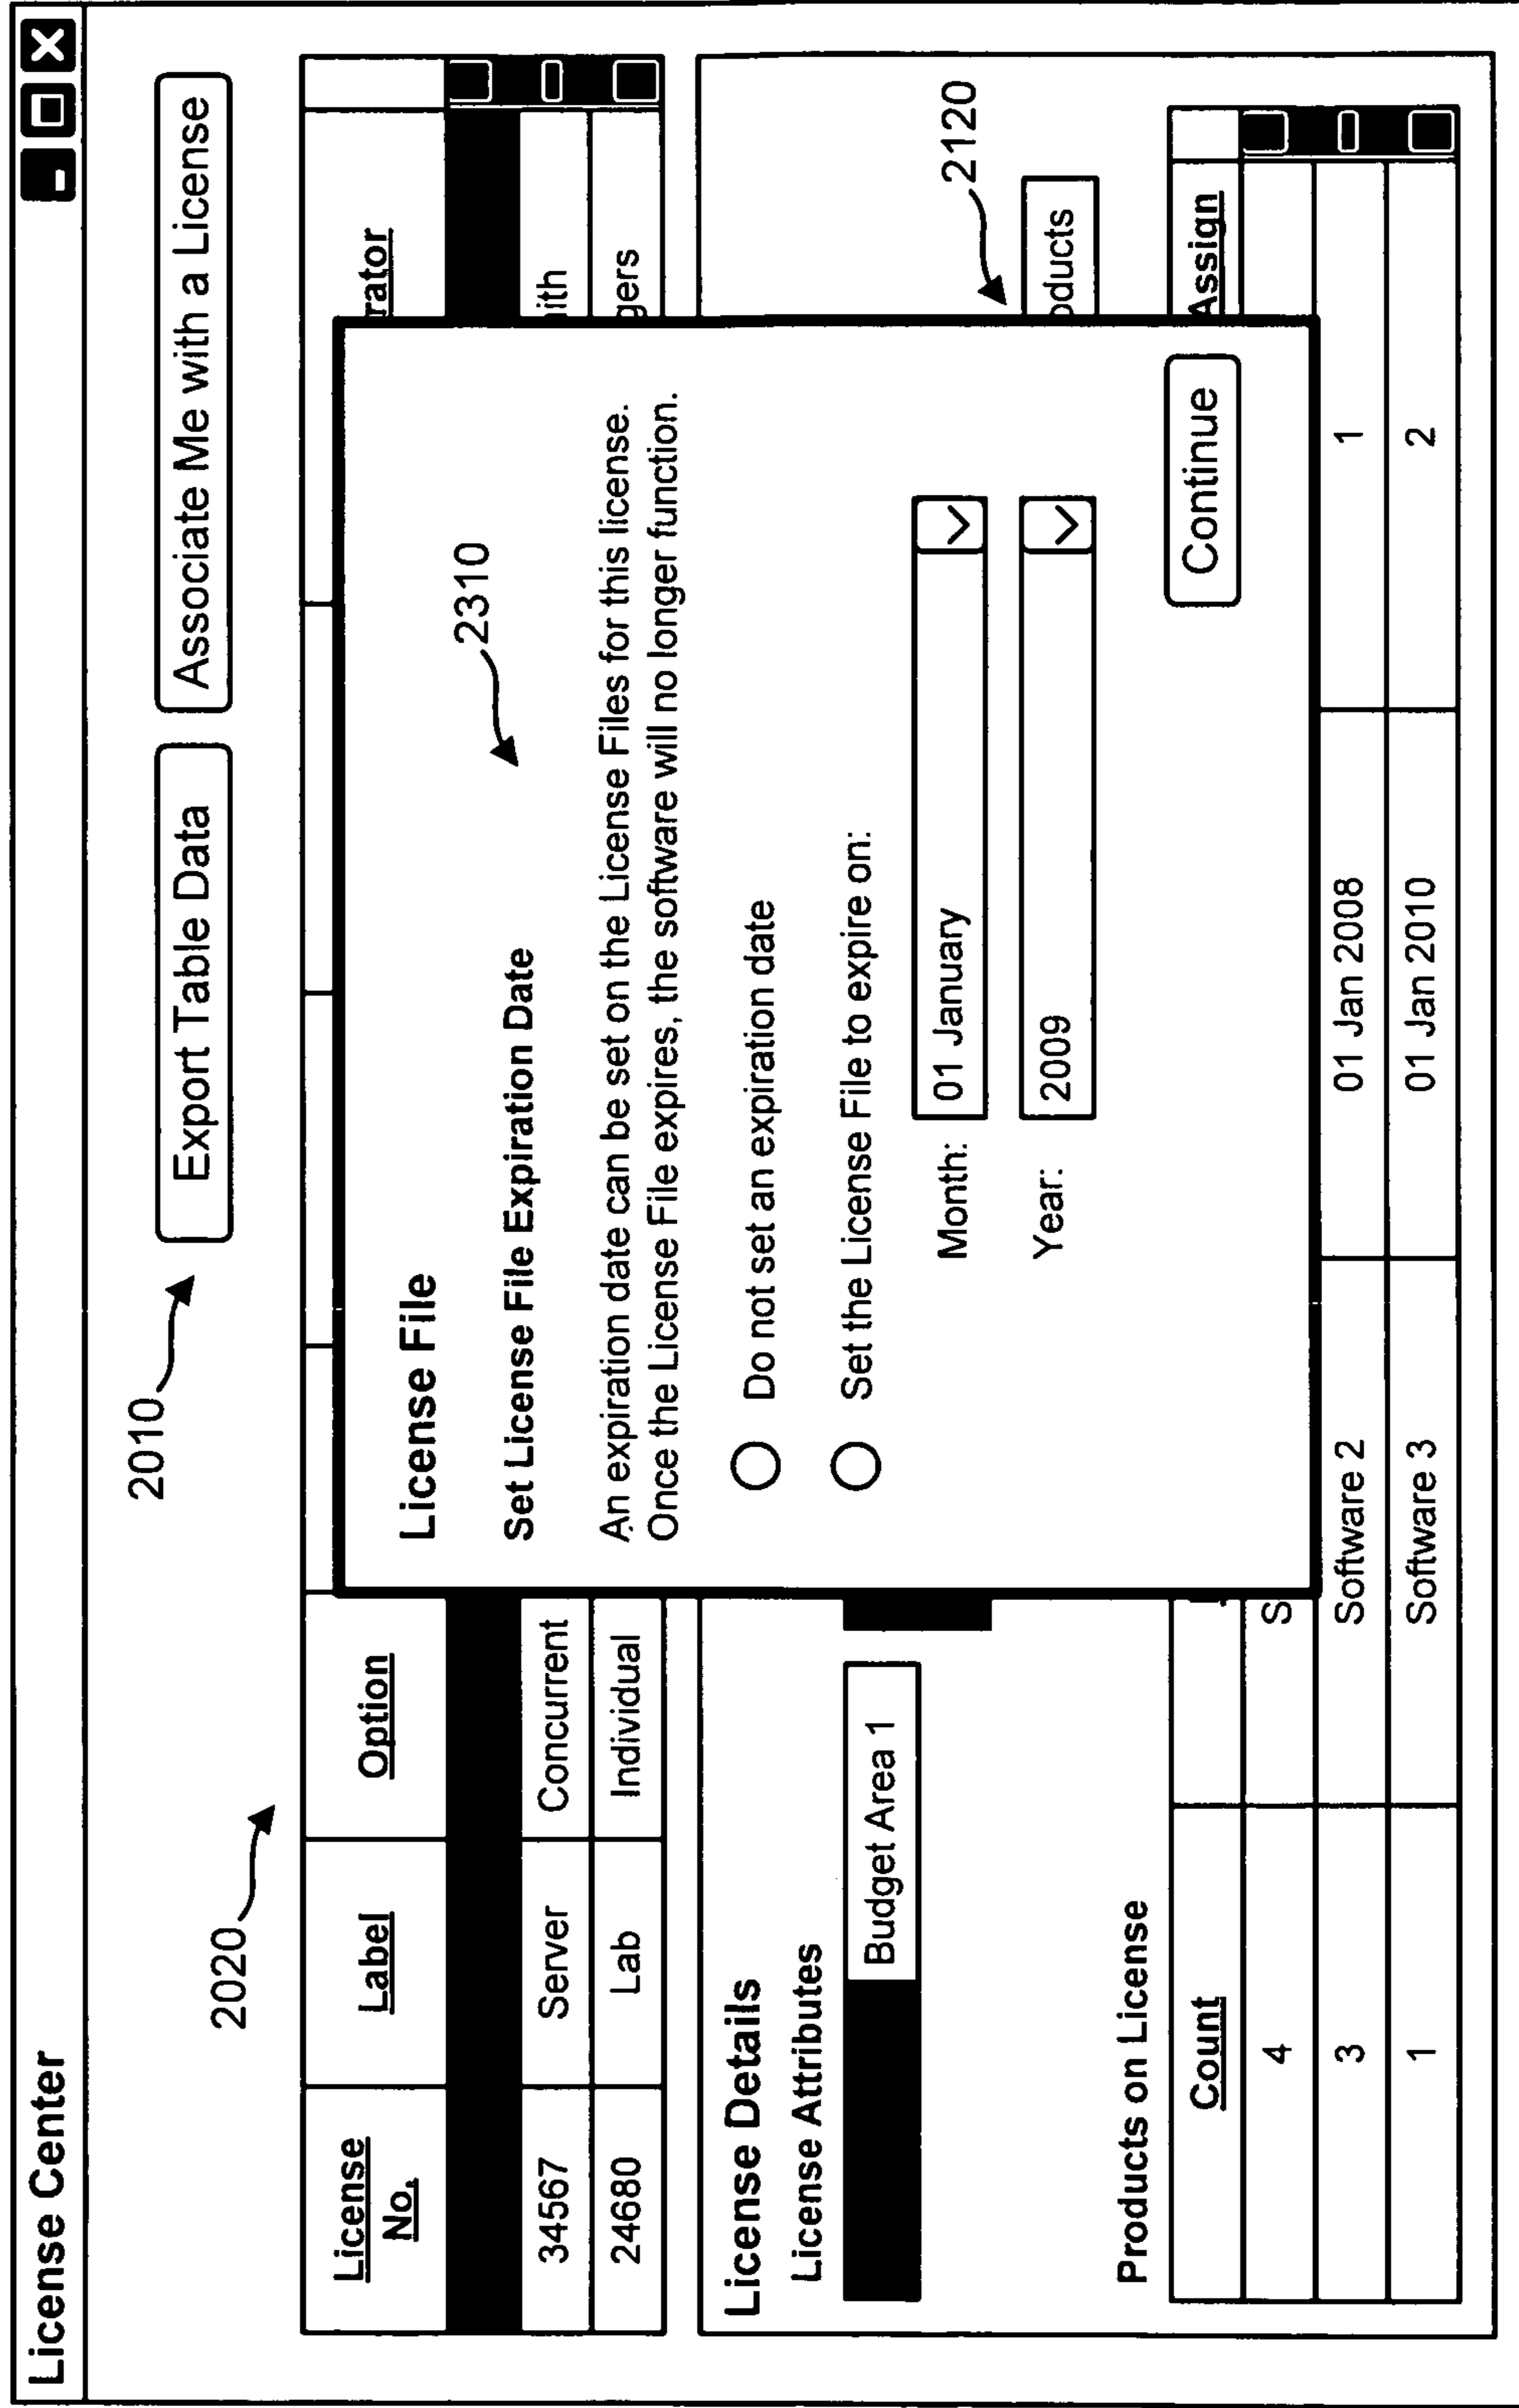 License Center
2010
Export Table Data
Associate Me with a License
2020
License No.
Label
Option
rator
34567
Server
Concurrent
ith
24680
Lab
Individual
gers
License File
2310
Set License File Expiration Date
An expiration date can be set on the License Files for this license.
Once the License File expires, the software will no longer function.
Do not set an expiration date
Set the License File to expire on:
Month:
01 January
Year:
2009
Continue
2120
License Details
License Attributes
Budget Area 1
oducts
Products on License
Count
Assign
4
S
3
Software 2
01 Jan 2008
1
1
Software 3
01 Jan 2010
2